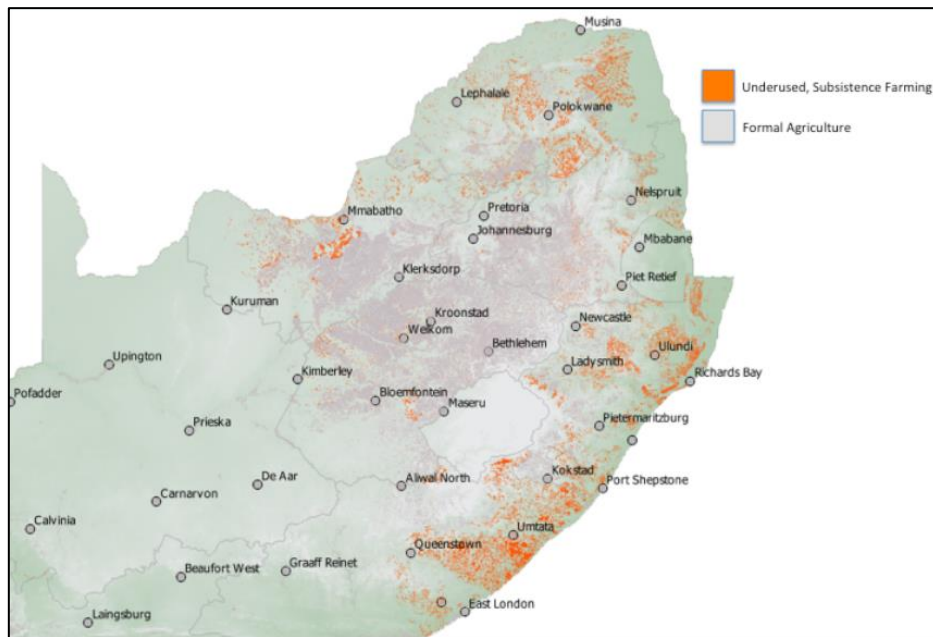 Musina
Lephalale
Polokwane
Underused, Subsistence Farming
Formal Agriculture
Nelspruit
Mmabatho
Pretoria
Johannesburg
Mbabane
Klerksdorp
Piet Retief
Kuruman
Kroonstad
Newcastle
Welkom
Bethlehem
Ulundi
Upington
Ladysmith
Kimberley
Richards Bay
Pofadder
Bloemfontein
Maseru
Prieska
Pietermaritzburg
De Aar
Aliwal North
Kokstad
Port Shepstone
Carnarvon
Calvinia
Umtata
Queenstown
Beaufort West
Graaff Reinet
Laingsburg
East London